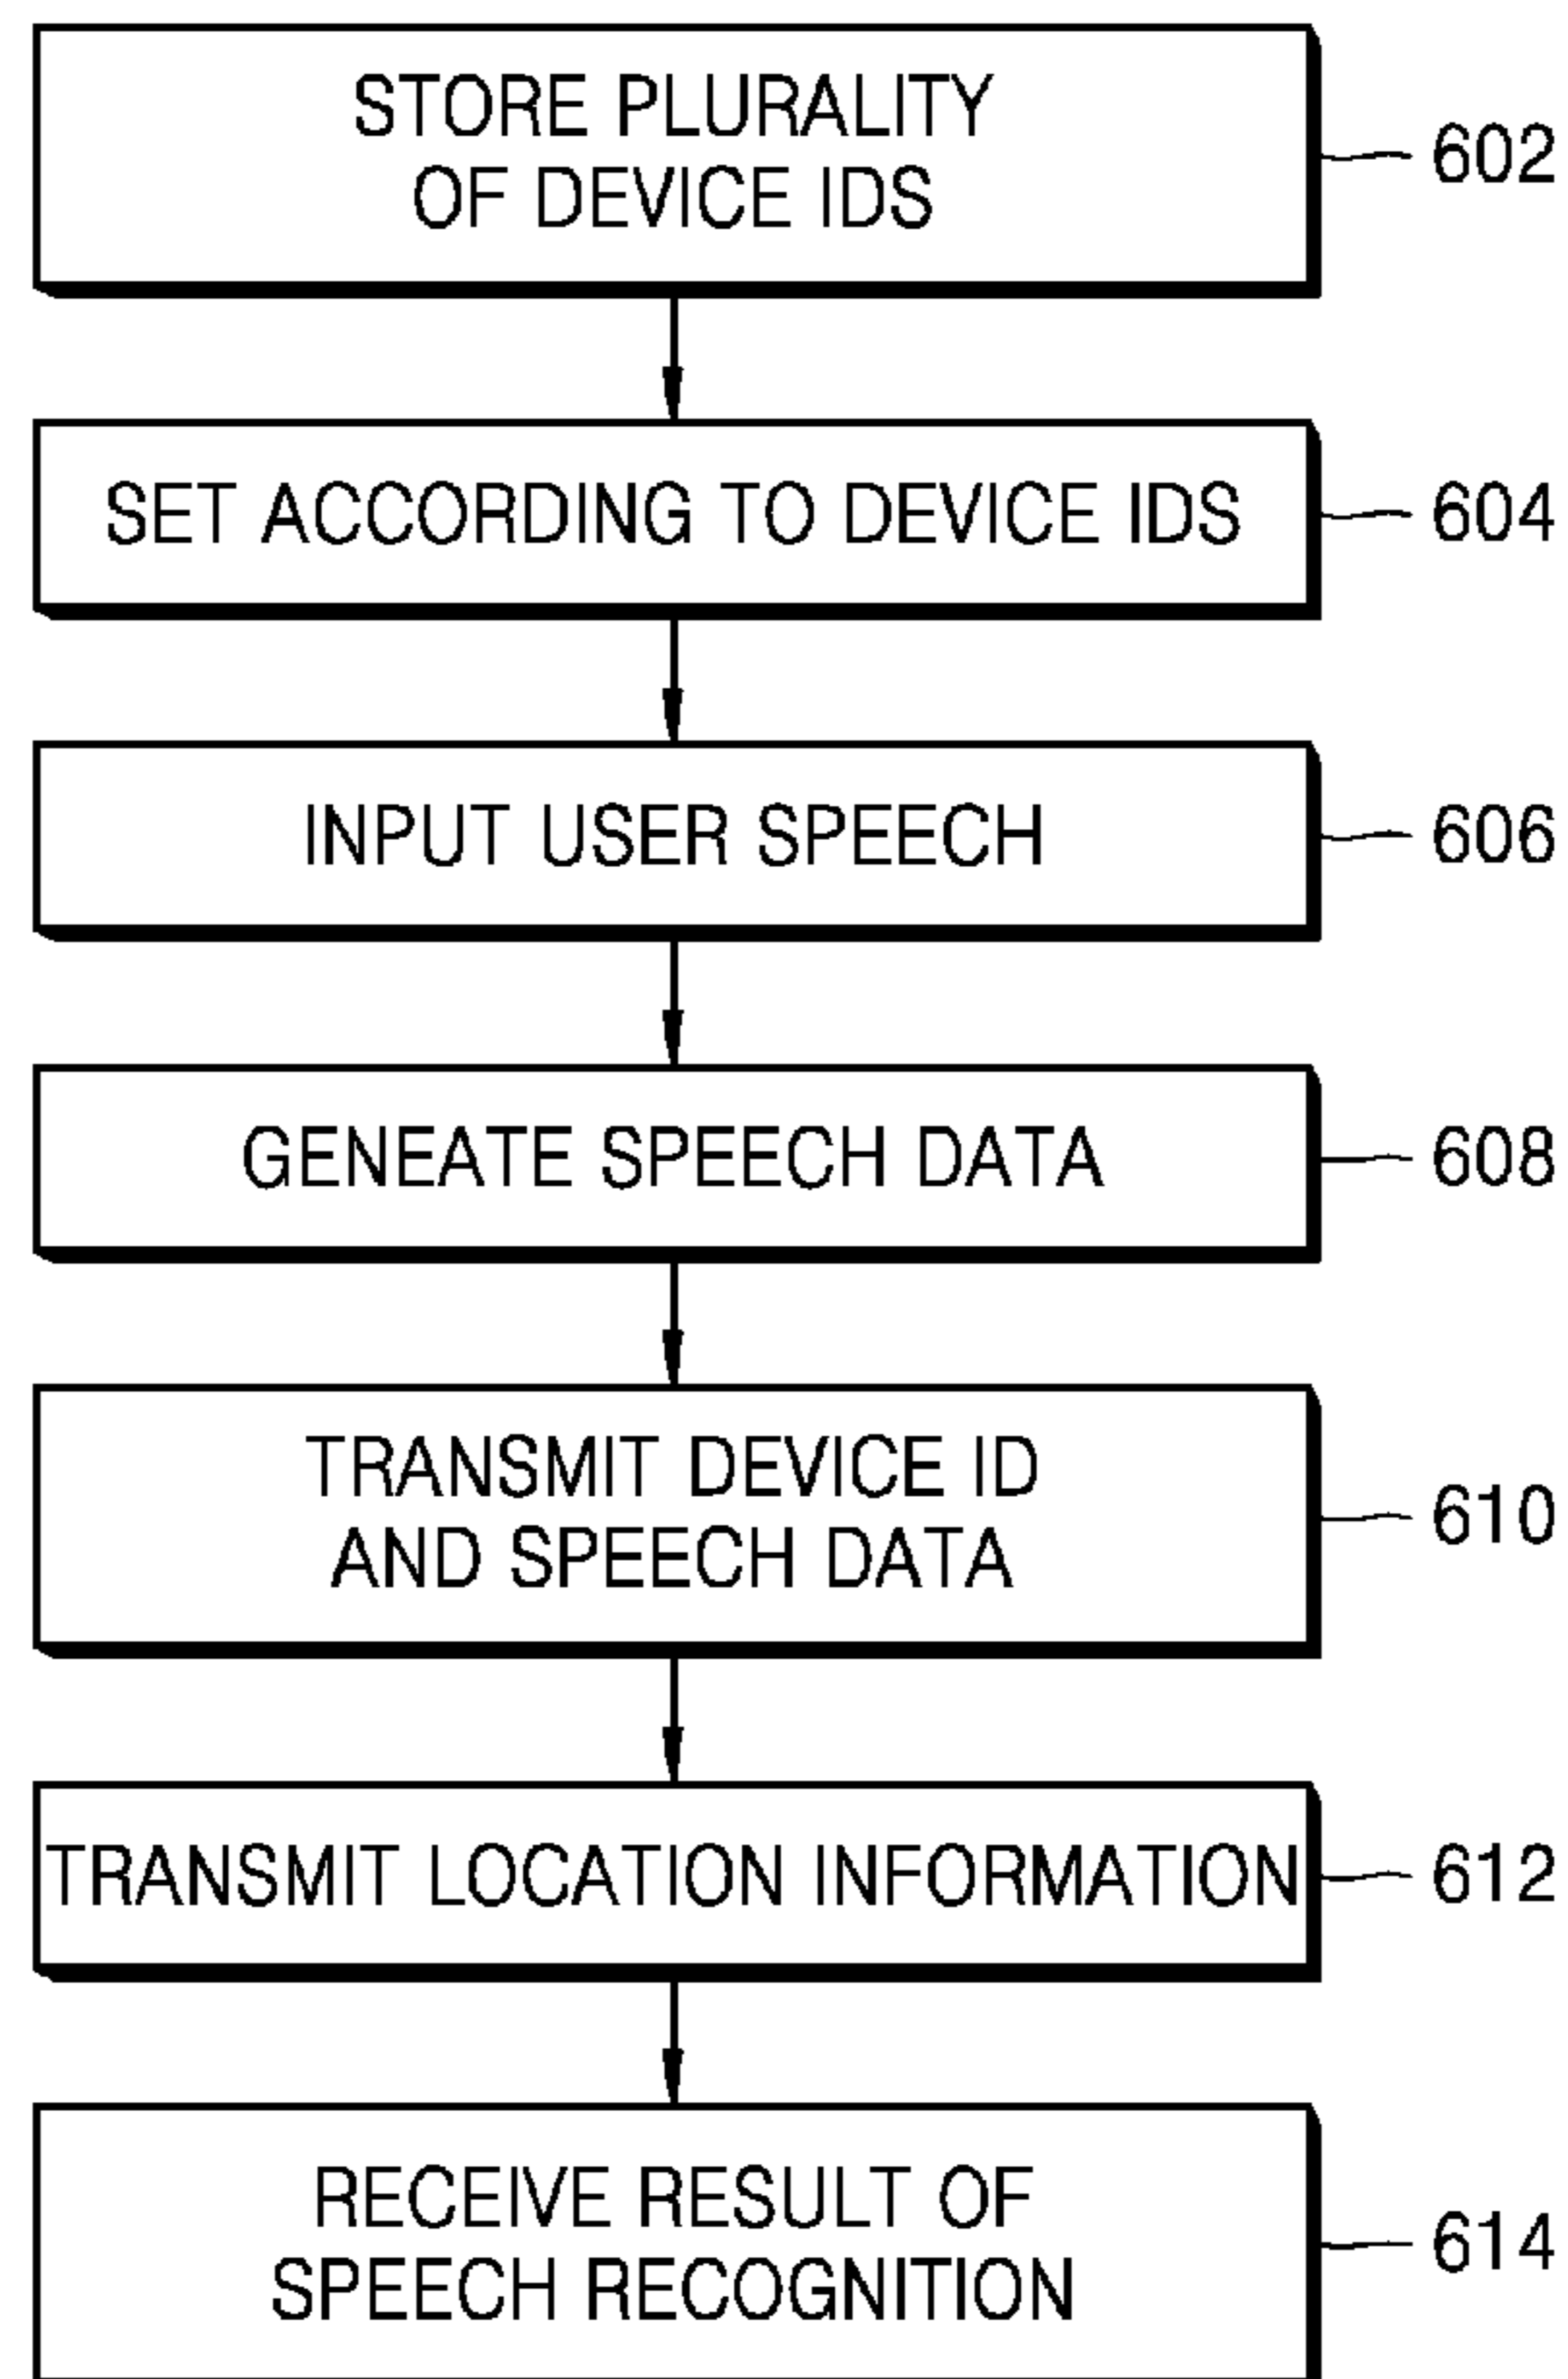 STORE PLURALITY
OF DEVICE IDS
602
SET ACCORDING TO DEVICE IDS
604
INPUT USER SPEECH
606
GENEATE SPEECH DATA
608
TRANSMIT DEVICE ID
AND SPEECH DATA
610
TRANSMIT LOCATION INFORMATION
612
RECEIVE RESULT OF
SPEECH RECOGNITION
614